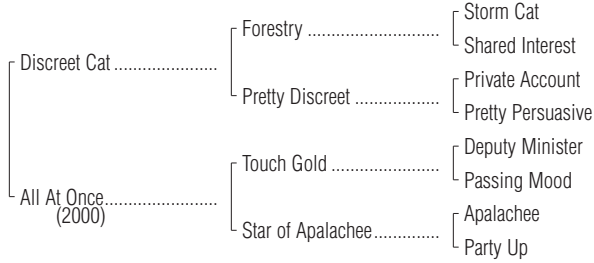 Storm Cat
Forestry ........................
Shared Interest
Discreet Cat ....................
Private Account
Pretty Discreet ................
Pretty Persuasive
Deputy Minister
Touch Gold ....................
Passing Mood
All At Once.....................
(2000)
Apalachee
Star of Apalachee.............
Party Up